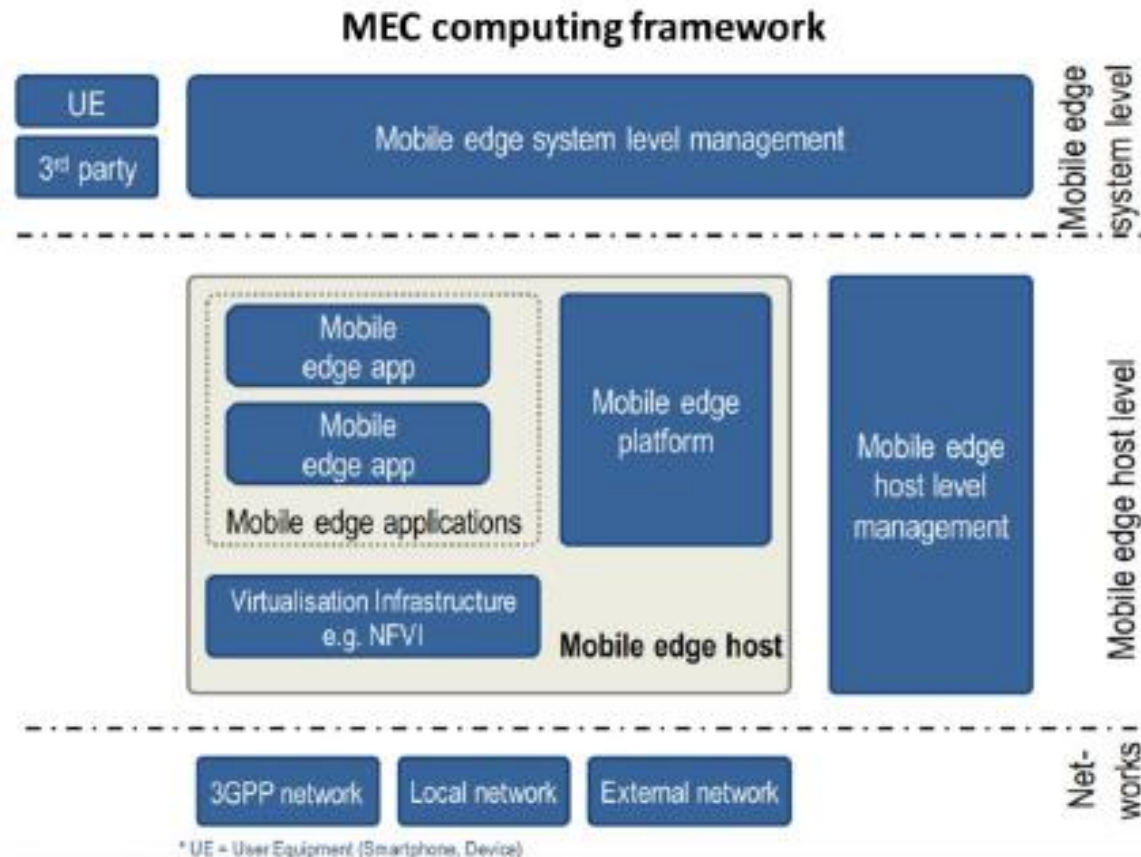 MEC computing framework
UE
3rd party
Mobile edge system level management
Mobile edge
system level
Mobile
edge app
Mobile
edge app
Mobile edge applications
Mobile edge
platform
Virtualisation Infrastructure
e.g. NFVI
Mobile edge host
Mobile edge
host level
management
Mobile edge host level
3GPP network
Local network
External network
Net-
works
* UE = User Equipment (Smartphone, Device)